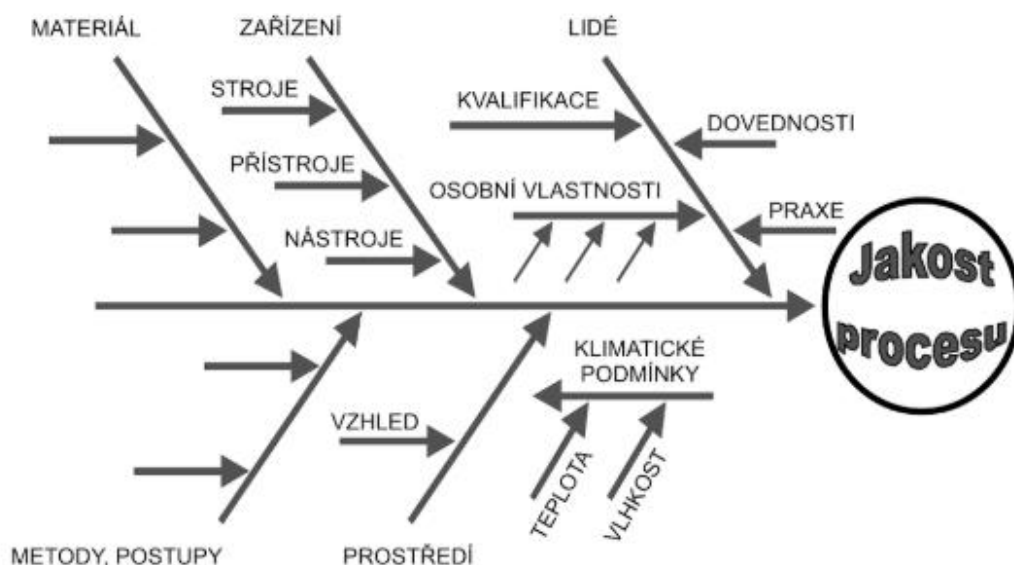 MATERIÁL
ZAŘÍZENÍ
LIDÉ
STROJE
KVALIFIKACE
DOVEDNOSTI
PŘÍSTROJE
OSOBNÍ VLASTNOSTI
PRAXE
NÁSTROJE
Jakost
procesu
KLIMATICKÉ
PODMÍNKY
VZHLED
TEPLOTA
VLHKOST
METODY, POSTUPY
PROSTŘEDÍ